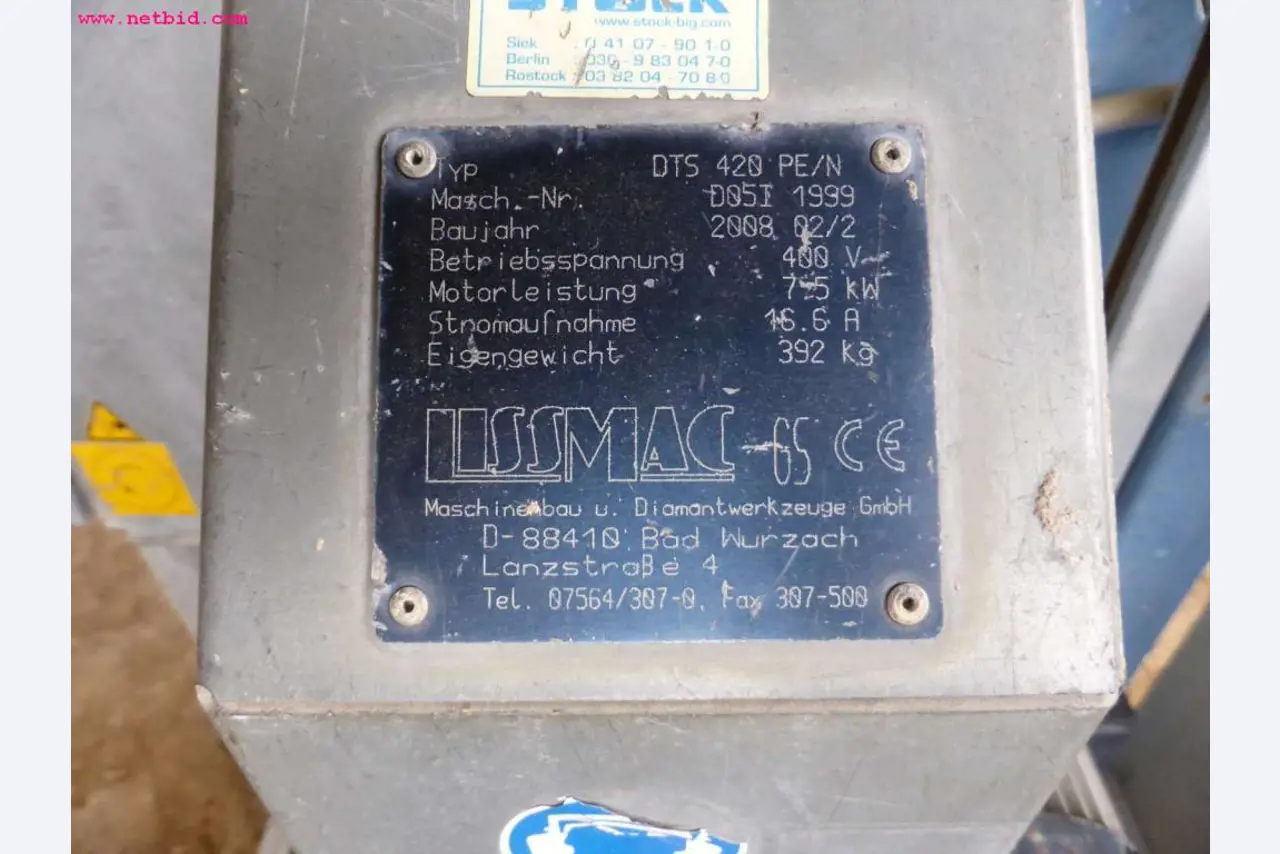 www.netbid.com
STOCK
www.stock-big.com
Siek : 0 41 07 - 90 1 0
Berlin : 030 - 9 83 04 7-0
Rostock : 03 82 04 - 70 8-0
Typ DTS 420 PE/N
Masch.-Nr. D05I 1999
Baujahr 2008 02/2
Betriebsspannung 400 V
Motorleistung 7.5 kW
Stromaufnahme 16.6 A
Eigengewicht 392 Kg
LISSMAC GS CE
Maschinenbau u. Diamantwerkzeuge GmbH
D-88410 Bad Wurzach
Lanzstraße 4
Tel. 07564/307-0, Fax 307-500